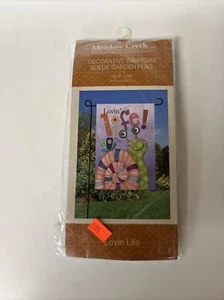 Meadow Creek
DECORATIVE EVERYDAY
SUEDE GARDEN FLAG
Lovin'
Life!
Lovin Life